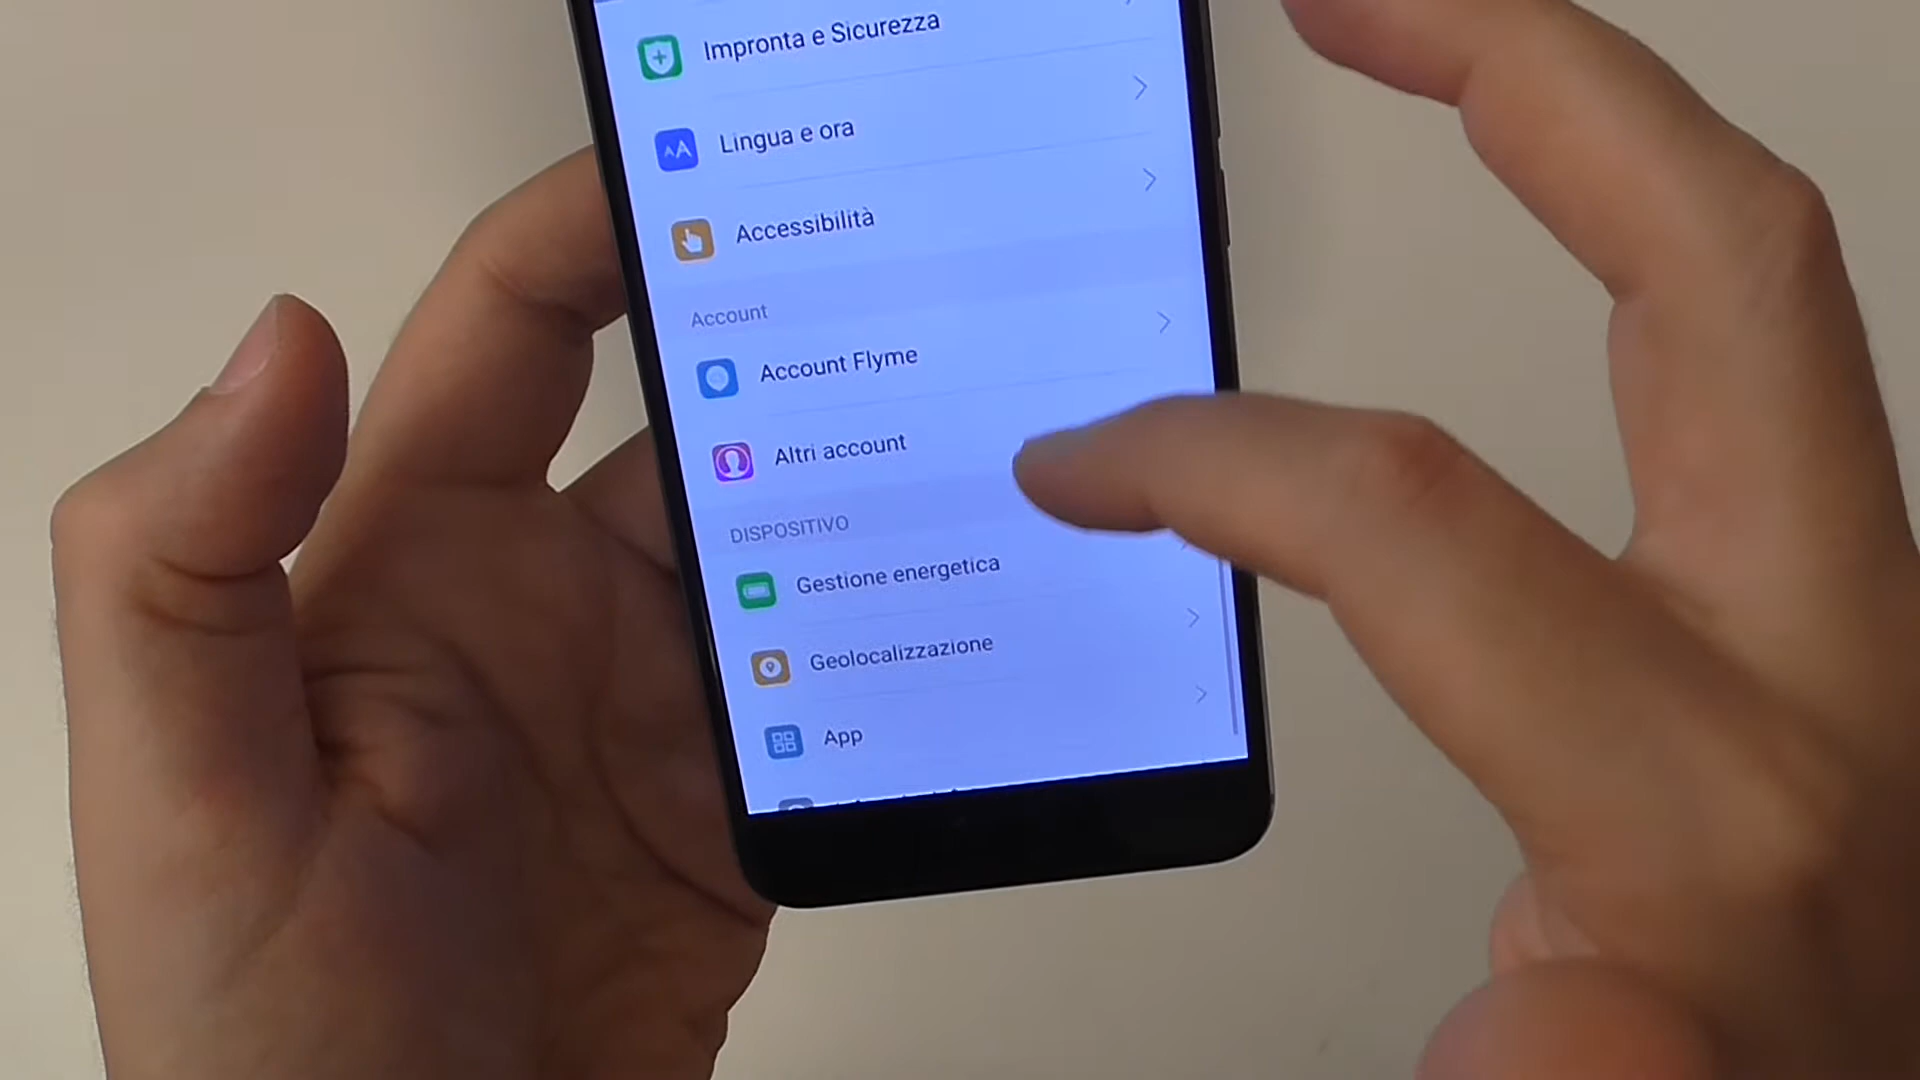 Impronta e Sicurezza
Lingua e ora
Accessibilità
Account
Account Flyme
Altri account
DISPOSITIVO
Gestione energetica
Geolocalizzazione
App